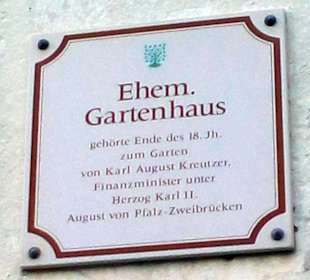 Ehem.
Gartenhaus
gehörte Ende des 18. Jh.
zum Garten
von Karl August Kreutzer,
Finanzminister unter
Herzog Karl II.
August von Pfalz-Zweibrücken